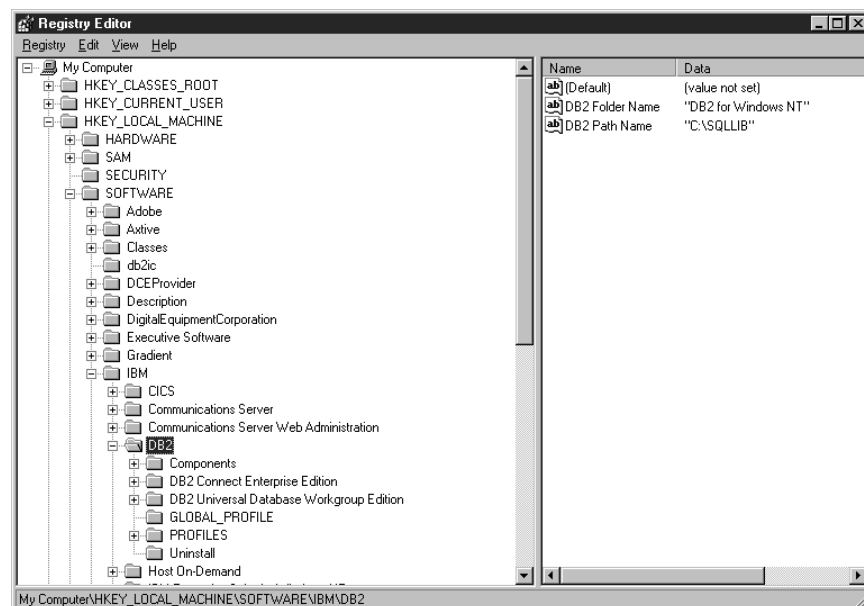 Registry Editor
Registry Edit View Help
My Computer
HKEY_CLASSES_ROOT
HKEY_CURRENT_USER
HKEY_LOCAL_MACHINE
HARDWARE
SAM
SECURITY
SOFTWARE
Adobe
Axtive
Classes
db2ic
DCEProvider
Description
DigitalEquipmentCorporation
Executive Software
Gradient
IBM
CICS
Communications Server
Communications Server Web Administration
DB2
Components
DB2 Connect Enterprise Edition
DB2 Universal Database Workgroup Edition
GLOBAL_PROFILE
PROFILES
Uninstall
Host On-Demand
Name Data
ab (Default) (value not set)
ab DB2 Folder Name "DB2 for Windows NT"
ab DB2 Path Name "C:\SQLLIB"
My Computer\HKEY_LOCAL_MACHINE\SOFTWARE\IBM\DB2